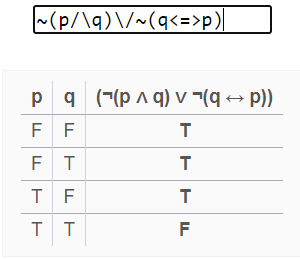 ~(p/\q)\/~(q<=>p)
p q (¬(p ∧ q) ∨ ¬(q ↔ p))
F F T
F T T
T F T
T T F